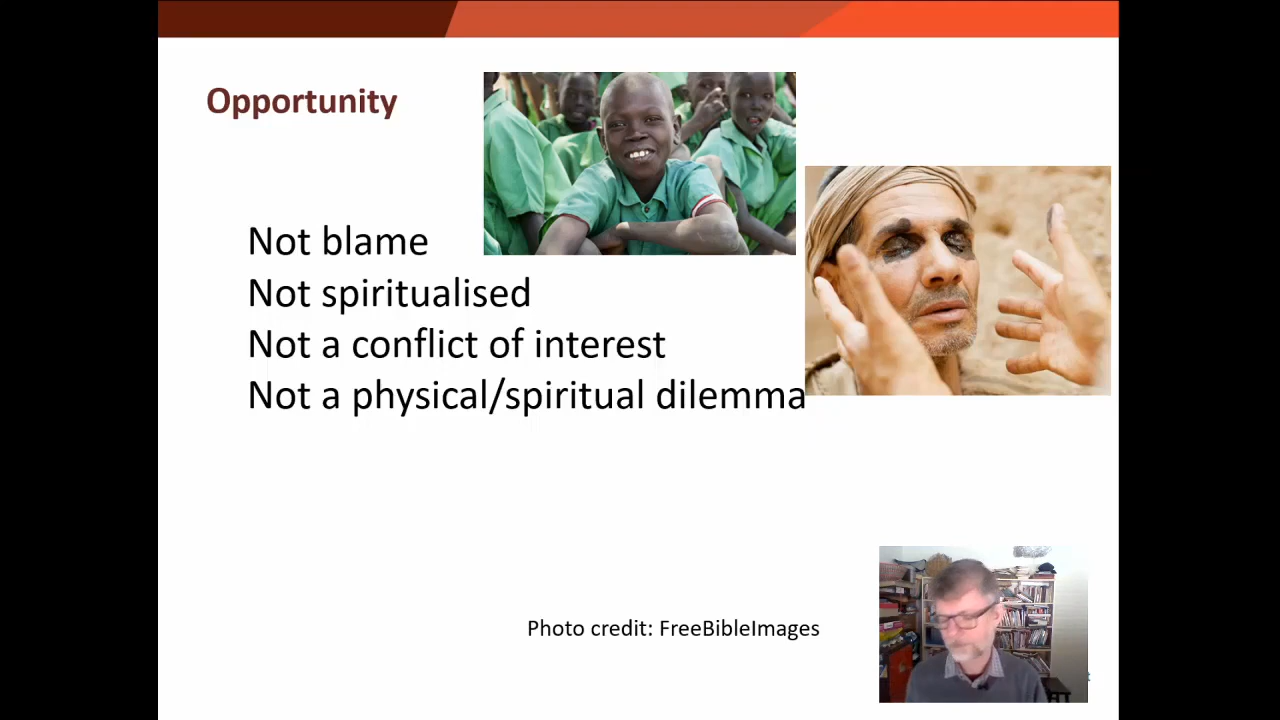 Opportunity
Not blame
Not spiritualised
Not a conflict of interest
Not a physical/spiritual dilemma
Photo credit: FreeBibleImages